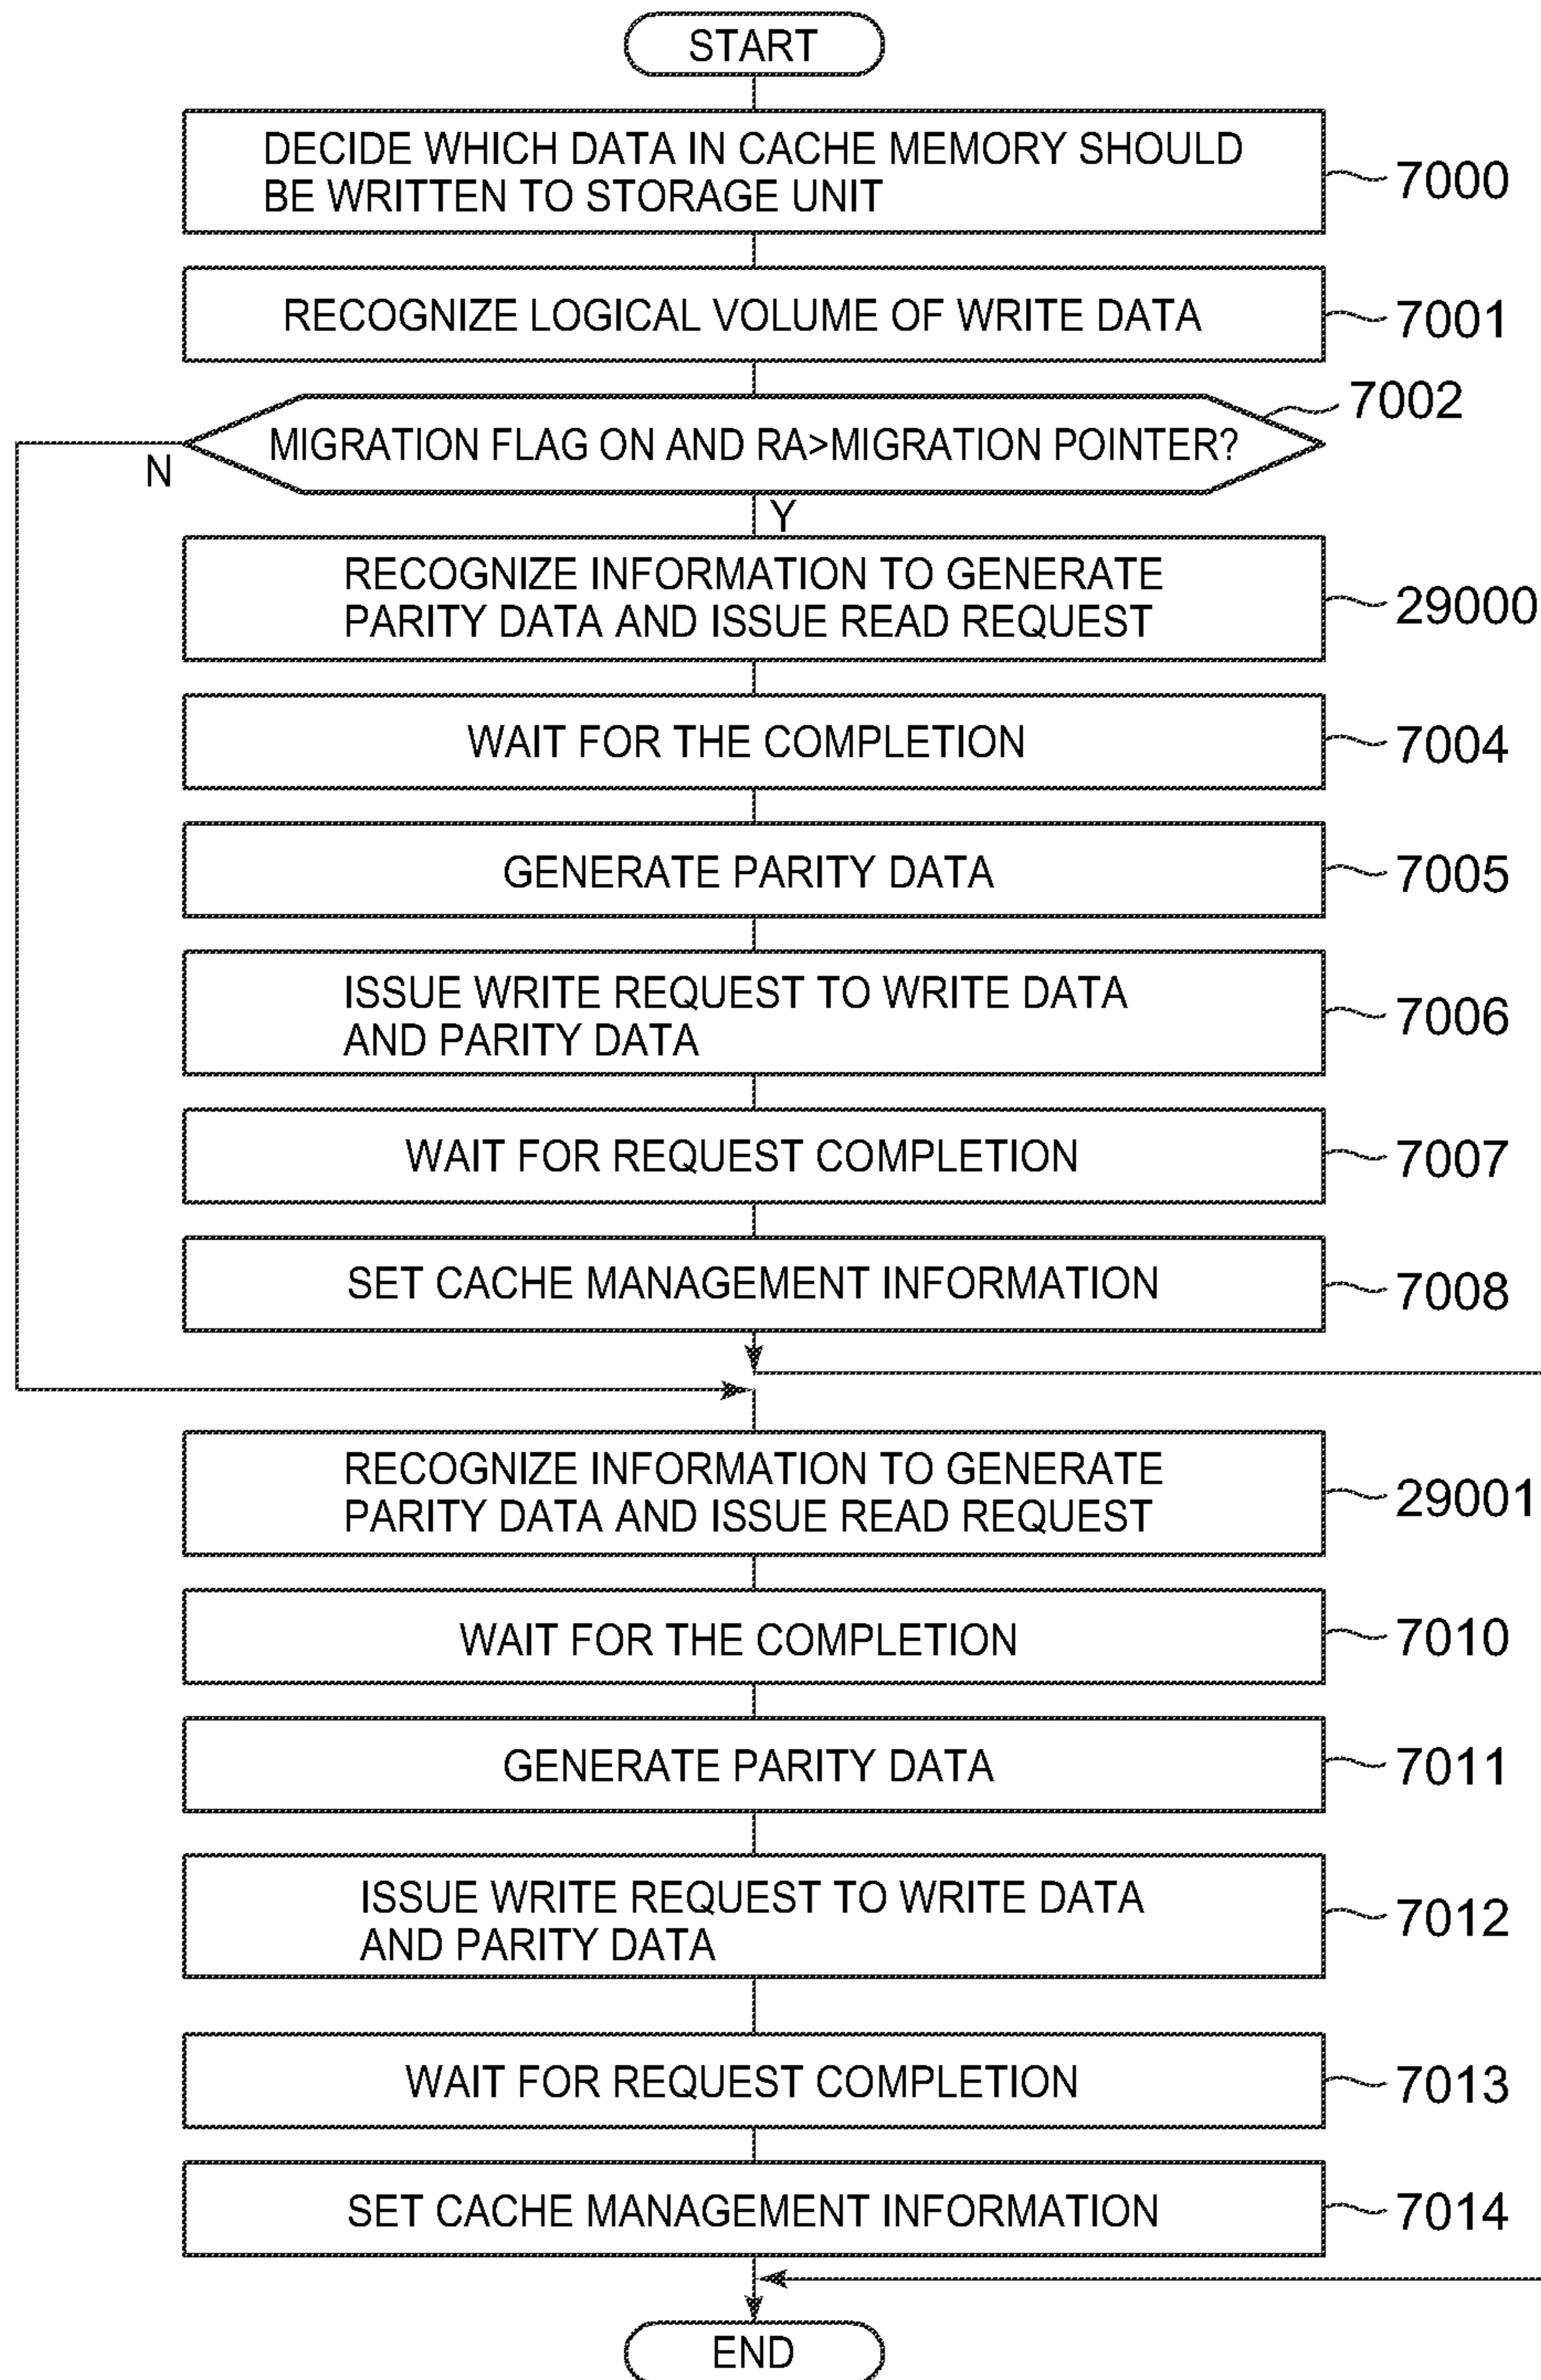 START
DECIDE WHICH DATA IN CACHE MEMORY SHOULD
BE WRITTEN TO STORAGE UNIT
7000
RECOGNIZE LOGICAL VOLUME OF WRITE DATA
7001
MIGRATION FLAG ON AND RA>MIGRATION POINTER?
7002
N
Y
RECOGNIZE INFORMATION TO GENERATE
PARITY DATA AND ISSUE READ REQUEST
29000
WAIT FOR THE COMPLETION
7004
GENERATE PARITY DATA
7005
ISSUE WRITE REQUEST TO WRITE DATA
AND PARITY DATA
7006
WAIT FOR REQUEST COMPLETION
7007
SET CACHE MANAGEMENT INFORMATION
7008
RECOGNIZE INFORMATION TO GENERATE
PARITY DATA AND ISSUE READ REQUEST
29001
WAIT FOR THE COMPLETION
7010
GENERATE PARITY DATA
7011
ISSUE WRITE REQUEST TO WRITE DATA
AND PARITY DATA
7012
WAIT FOR REQUEST COMPLETION
7013
SET CACHE MANAGEMENT INFORMATION
7014
END